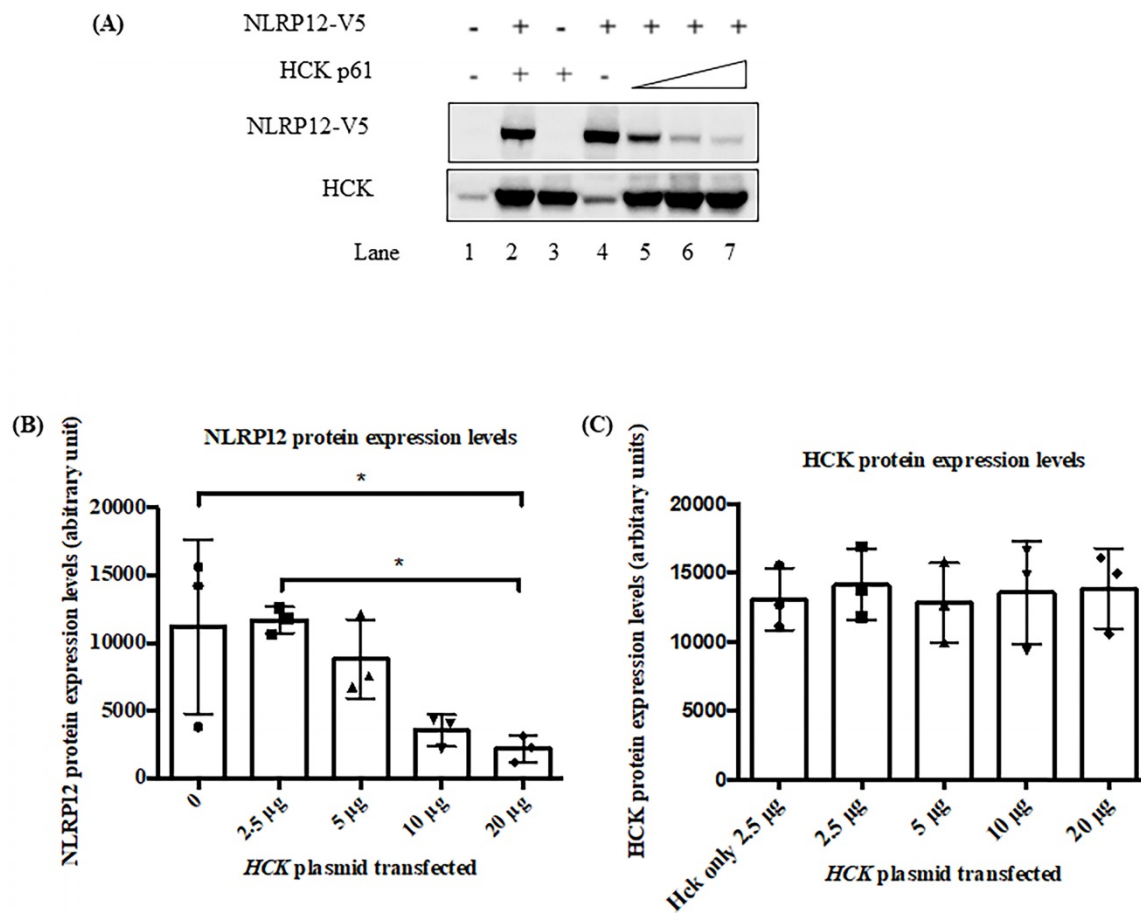 (A)
NLRP12-V5 - + - + + + +
HCK p61 - + + -
NLRP12-V5
HCK
Lane 1 2 3 4 5 6 7
(B)
NLRP12 protein expression levels
NLRP12 protein expression levels (abitrary unit)
*
*
20000
15000
10000
5000
0
0 2.5 µg 5 µg 10 µg 20 µg
HCK plasmid transfected
(C)
HCK protein expression levels
HCK protein expression levels (arbitary units)
20000
15000
10000
5000
0
Hck only 2.5 µg 2.5 µg 5 µg 10 µg 20 µg
HCK plasmid transfected